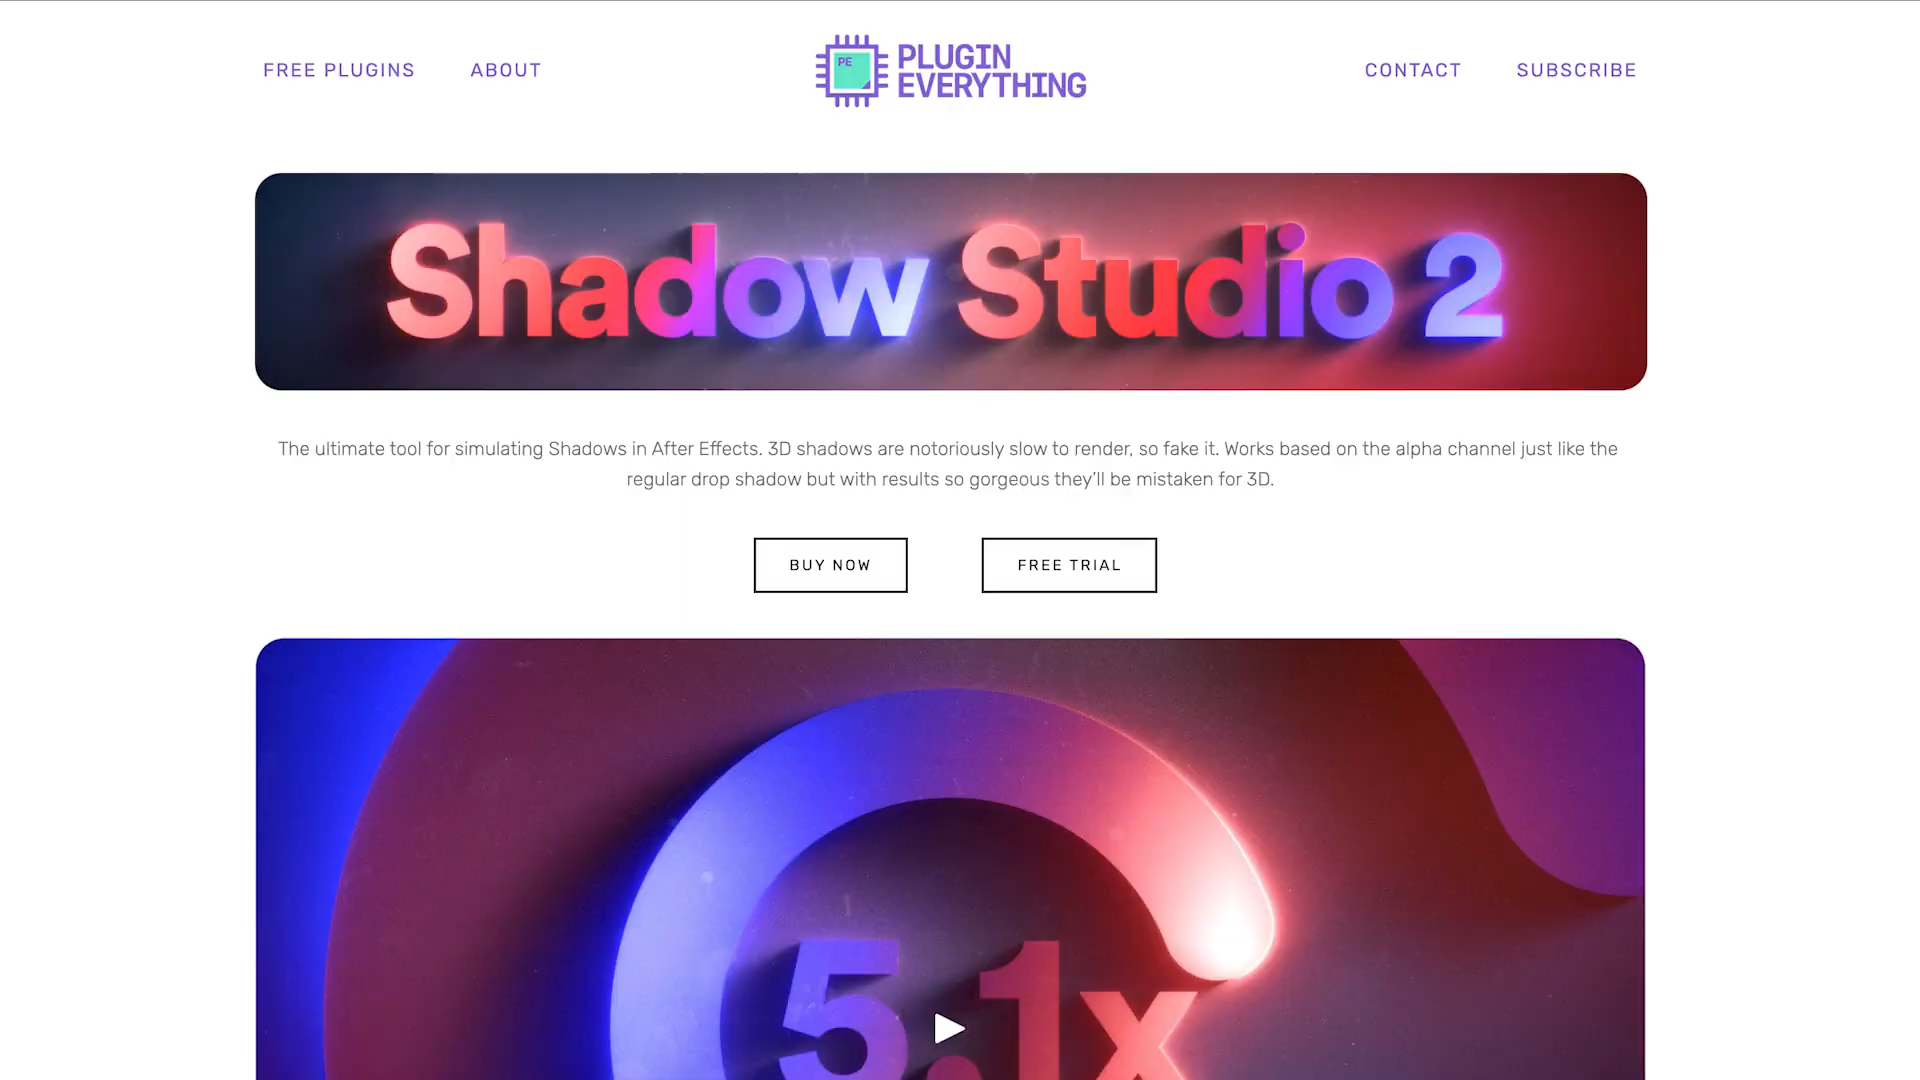 FREE PLUGINS
ABOUT
PE
PLUGIN
EVERYTHING
CONTACT
SUBSCRIBE
Shadow Studio 2
The ultimate tool for simulating Shadows in After Effects. 3D shadows are notoriously slow to render, so fake it. Works based on the alpha channel just like the
regular drop shadow but with results so gorgeous they'll be mistaken for 3D.
BUY NOW
FREE TRIAL
5.1x